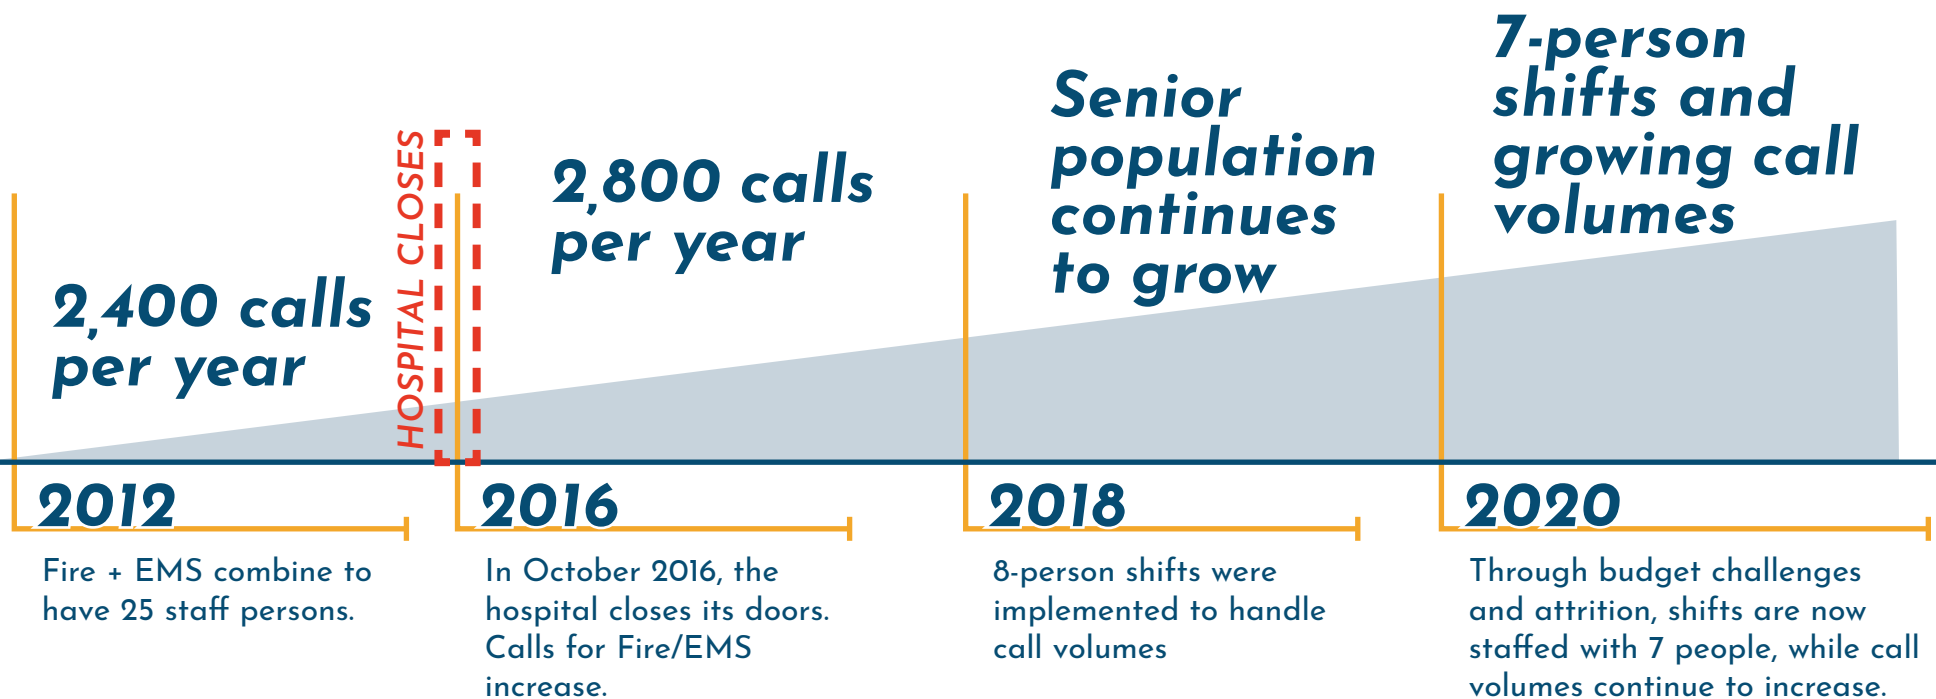 2,400 calls
per year
HOSPITAL CLOSES
2,800 calls
per year
Senior
population
continues
to grow
7-person
shifts and
growing call
volumes
2012
Fire + EMS combine to
have 25 staff persons.
2016
In October 2016, the
hospital closes its doors.
Calls for Fire/EMS
increase.
2018
8-person shifts were
implemented to handle
call volumes
2020
Through budget challenges
and attrition, shifts are now
staffed with 7 people, while call
volumes continue to increase.